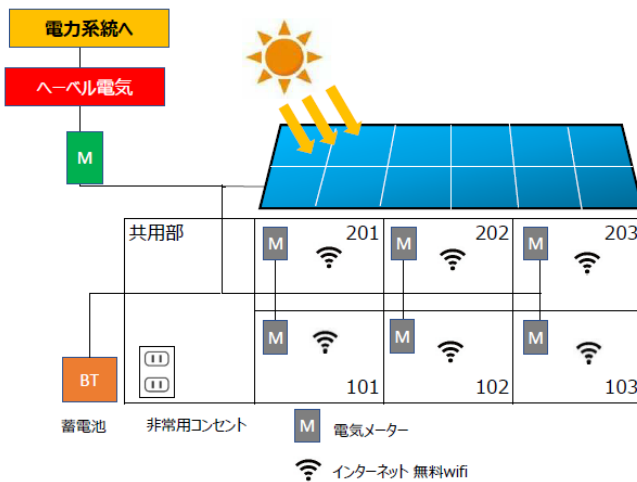 電力系統へ
ヘーベル電気
M
共用部
M
201
M
202
M
203
M
101
M
102
M
103
BT
蓄電池
非常用コンセント
M
電気メーター
インターネット 無料wifi